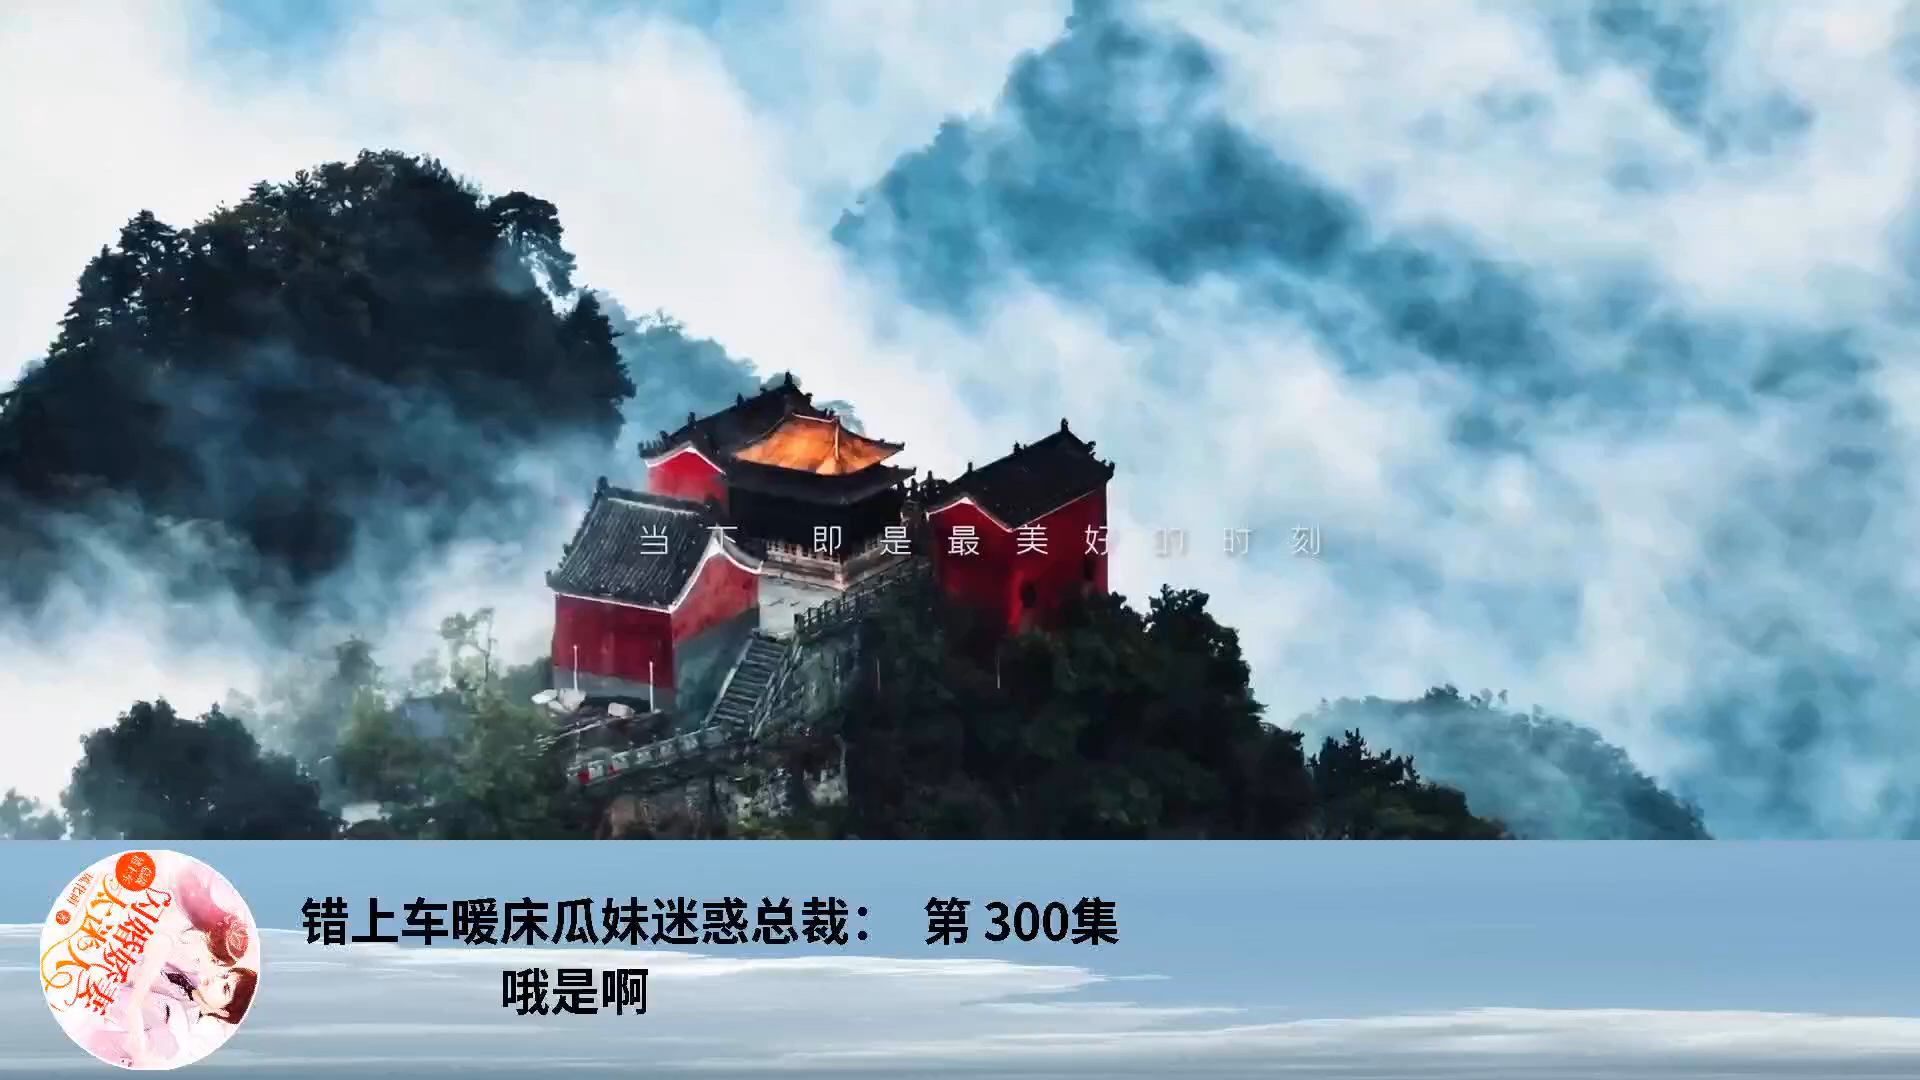 当下 即是最美好的时刻
错上车暖床瓜妹迷惑总裁： 第 300集
哦是啊